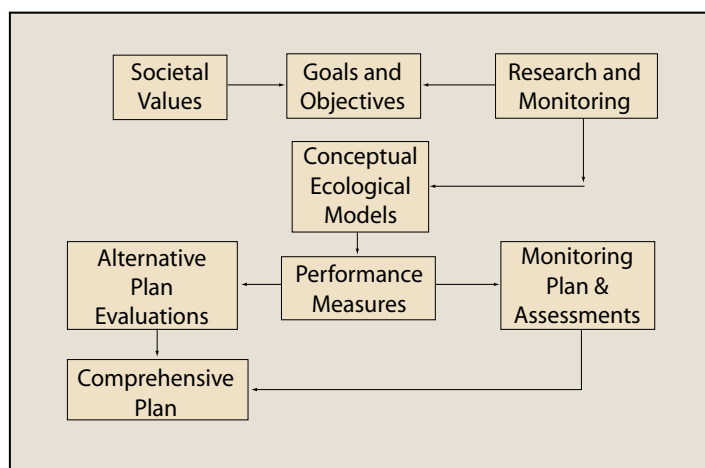 Societal
Values
Goals and
Objectives
Research and
Monitoring
Conceptual
Ecological
Models
Alternative
Plan
Evaluations
Performance
Measures
Monitoring
Plan &
Assessments
Comprehensive
Plan